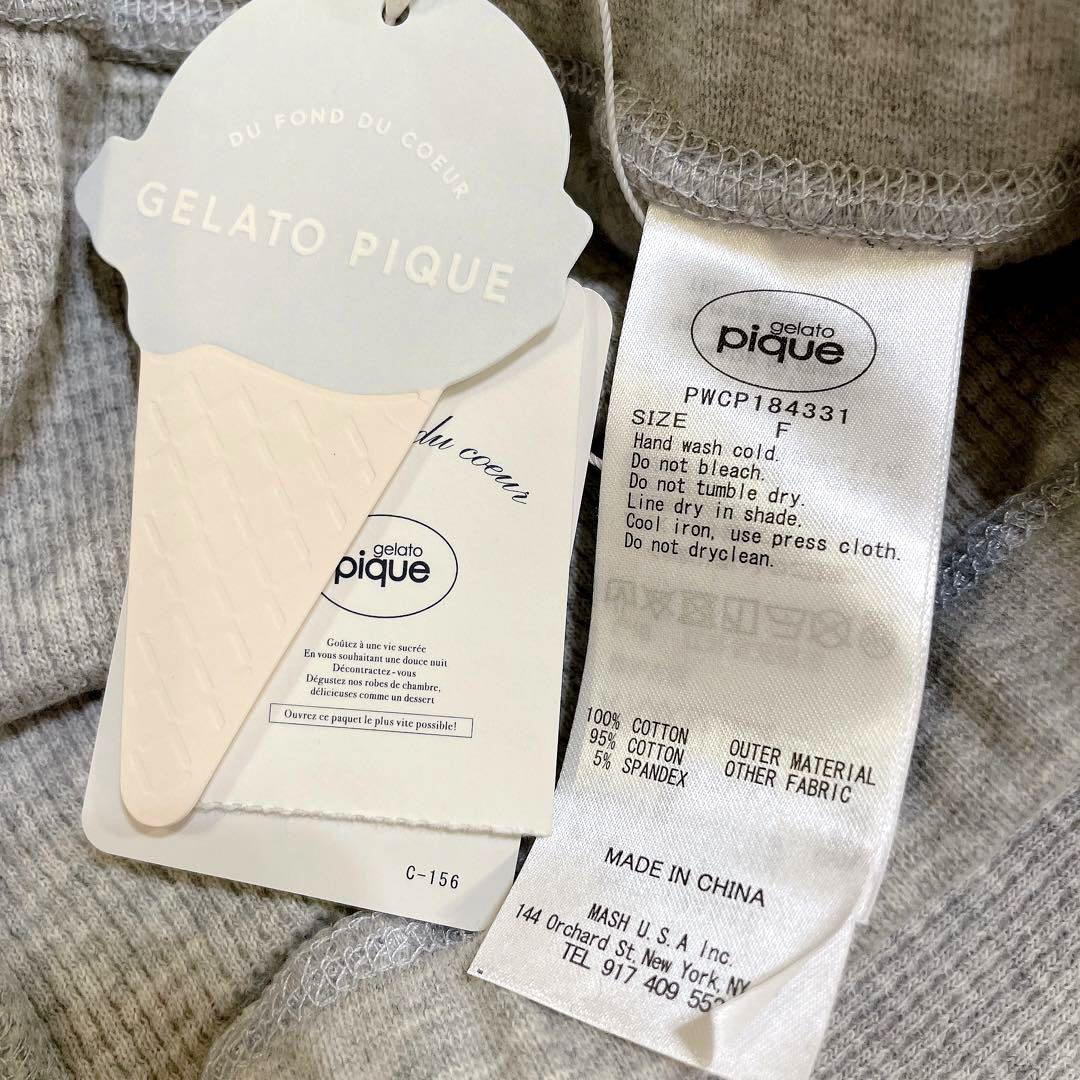 DU FOND DU COEUR
GELATO PIQUE
du coeur
gelato
pique
Goûtez à une vie sucrée
En vous souhaitant une douce nuit
Décontractez-vous
Dégustez nos robes de chambre,
délicieuses comme un dessert
Ouvrez ce paquet le plus vite possible!
C-156
gelato
pique
PWCP184331
SIZE F
Hand wash cold.
Do not bleach.
Do not tumble dry.
Line dry in shade.
Cool iron, use press cloth.
Do not dryclean.
100% COTTON OUTER MATERIAL
95% COTTON OTHER FABRIC
5% SPANDEX
MADE IN CHINA
MASH U.S.A Inc.
144 Orchard St, New York, NY
TEL 917 409